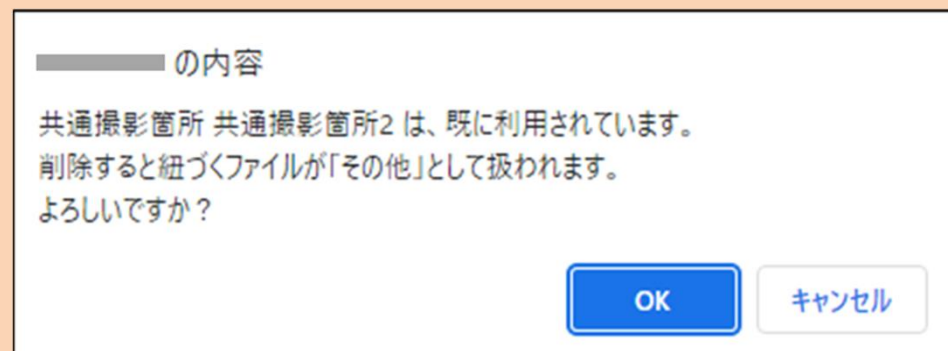 の内容
共通撮影箇所 共通撮影箇所2 は、既に利用されています。
削除すると紐づくファイルが「その他」として扱われます。
よろしいですか？
OK
キャンセル